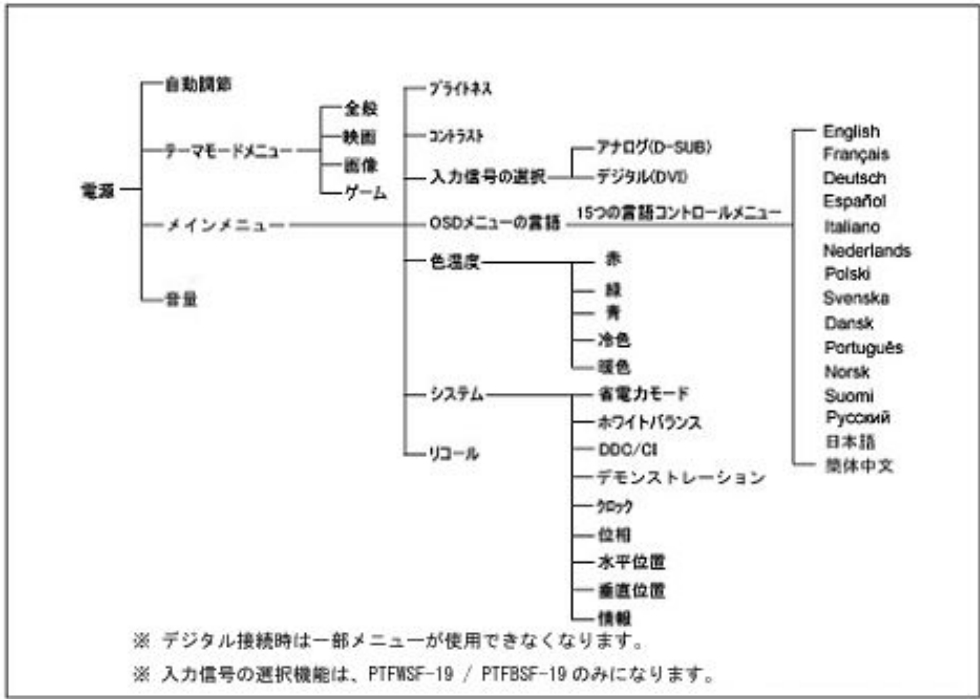 電源
自動調節
テーマモードメニュー
全般
映画
画像
ゲーム
メインメニュー
ブライトネス
コントラスト
入力信号の選択
アナログ(D-SUB)
デジタル(DVI)
OSDメニューの言語
15つの言語コントロールメニュー
English
Français
Deutsch
Español
Italiano
Nederlands
Polski
Svenska
Dansk
Português
Norsk
Suomi
Русский
日本語
簡体中文
色温度
赤
緑
青
冷色
暖色
システム
省電力モード
ホワイトバランス
DDC/CI
デモンストレーション
クロック
位相
水平位置
垂直位置
情報
リコール
音量
※ デジタル接続時は一部メニューが使用できなくなります。
※ 入力信号の選択機能は、PTFWSF-19 / PTFBSF-19 のみになります。